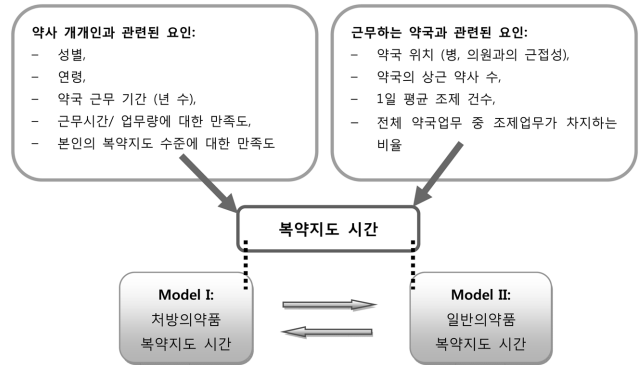 약사 개개인과 관련된 요인:
– 성별,
– 연령,
– 약국 근무 기간 (년 수),
– 근무시간/ 업무량에 대한 만족도,
– 본인의 복약지도 수준에 대한 만족도
근무하는 약국과 관련된 요인:
– 약국 위치 (병, 의원과의 근접성),
– 약국의 상근 약사 수,
– 1일 평균 조제 건수,
– 전체 약국업무 중 조제업무가 차지하는
비율
복약지도 시간
Model I:
처방의약품
복약지도 시간
Model II:
일반의약품
복약지도 시간